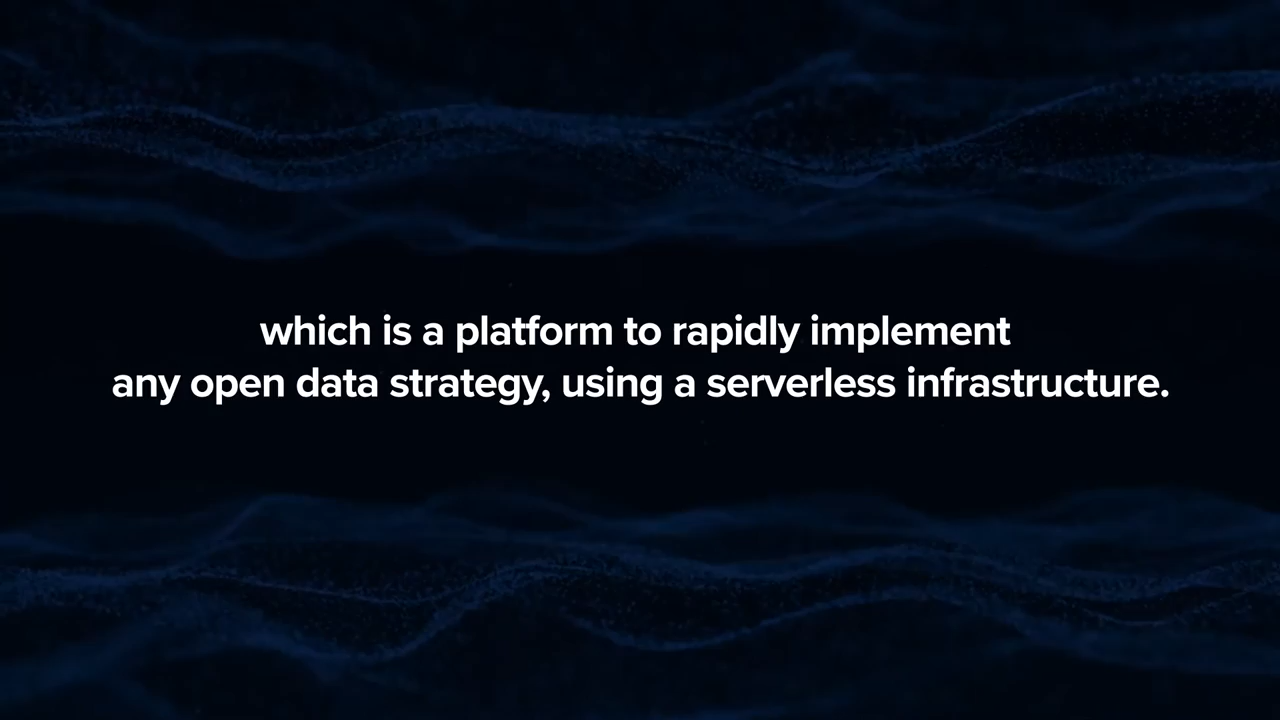 which is a platform to rapidly implement
any open data strategy, using a serverless infrastructure.